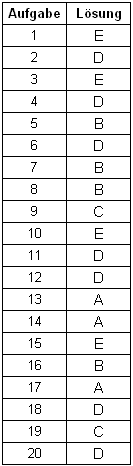 Aufgabe Lösung
1 E
2 D
3 E
4 D
5 B
6 D
7 B
8 B
9 C
10 E
11 D
12 D
13 A
14 A
15 E
16 B
17 A
18 D
19 C
20 D